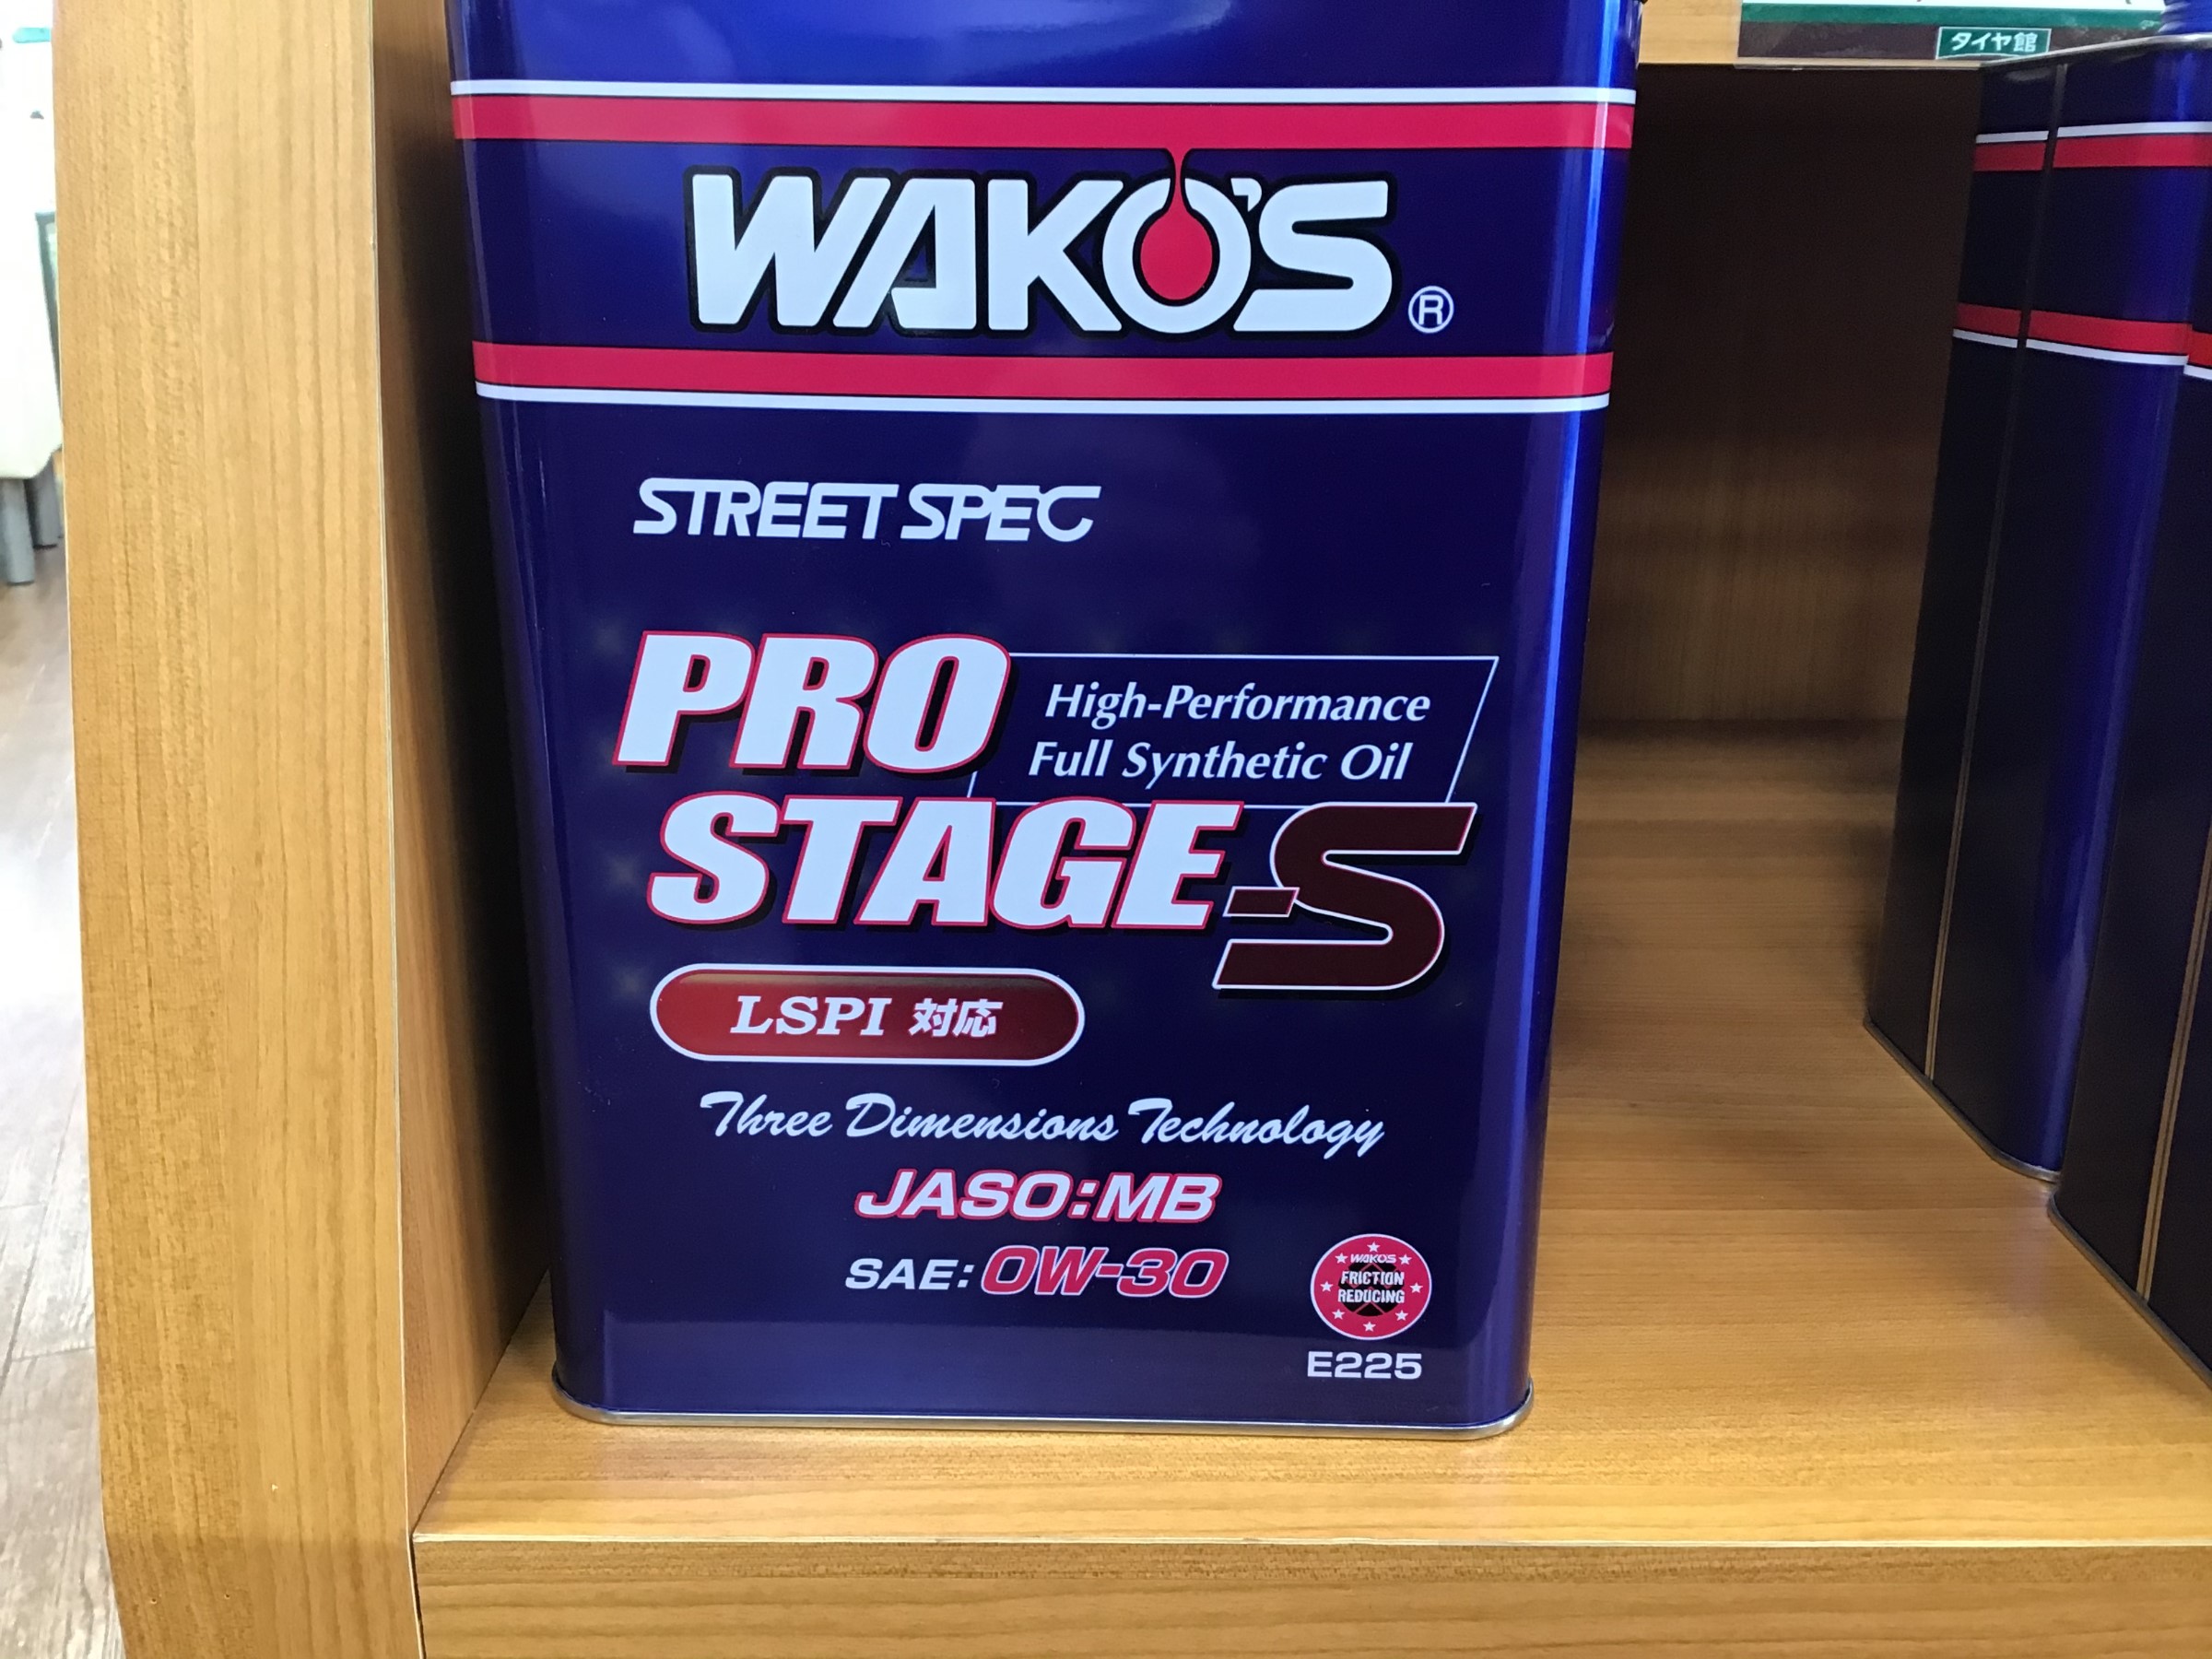 タイヤ館
WAKO'S®
STREET SPEC
PRO
High-Performance
Full Synthetic Oil
STAGE-S
LSPI 対応
Three Dimensions Technology
JASO:MB
SAE:0W-30
WAKO'S
FRICTION
REDUCING
E225